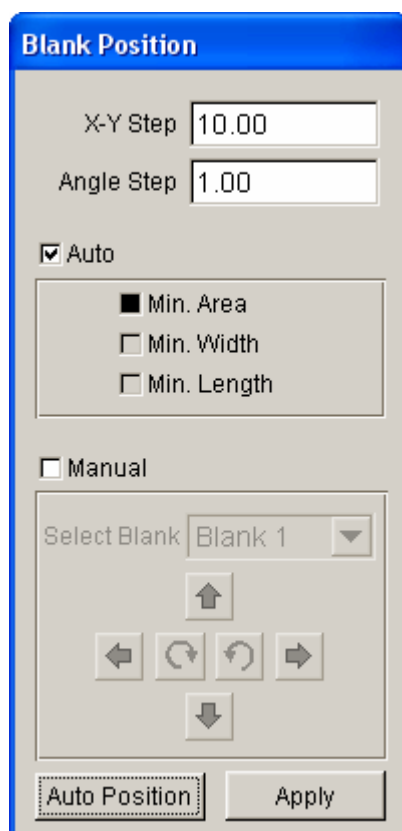 Blank Position
X-Y Step 10.00
Angle Step 1.00
Auto
Min. Area
Min. Width
Min. Length
Manual
Select Blank Blank 1
Auto Position Apply